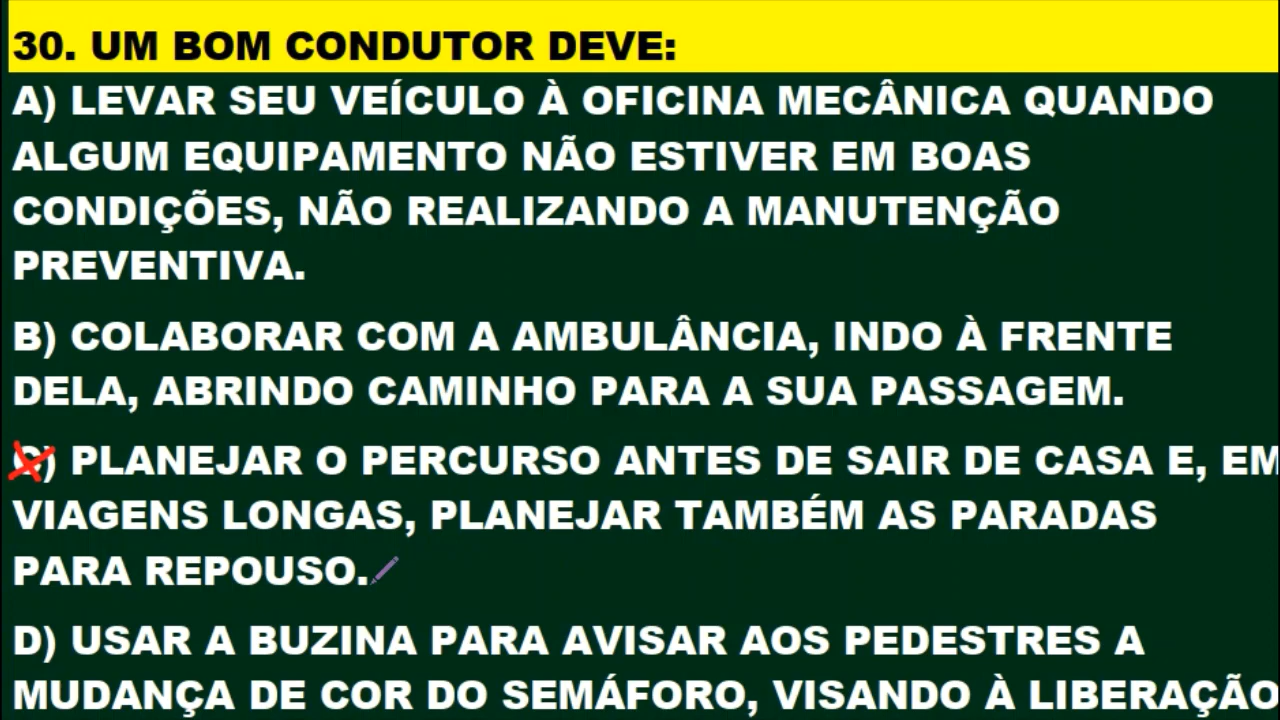 30. UM BOM CONDUTOR DEVE:
A) LEVAR SEU VEÍCULO À OFICINA MECÂNICA QUANDO
ALGUM EQUIPAMENTO NÃO ESTIVER EM BOAS
CONDIÇÕES, NÃO REALIZANDO A MANUTENÇÃO
PREVENTIVA.
B) COLABORAR COM A AMBULÂNCIA, INDO À FRENTE
DELA, ABRINDO CAMINHO PARA A SUA PASSAGEM.
C) PLANEJAR O PERCURSO ANTES DE SAIR DE CASA E, EM
VIAGENS LONGAS, PLANEJAR TAMBÉM AS PARADAS
PARA REPOUSO.
D) USAR A BUZINA PARA AVISAR AOS PEDESTRES A
MUDANÇA DE COR DO SEMÁFORO, VISANDO À LIBERAÇÃO